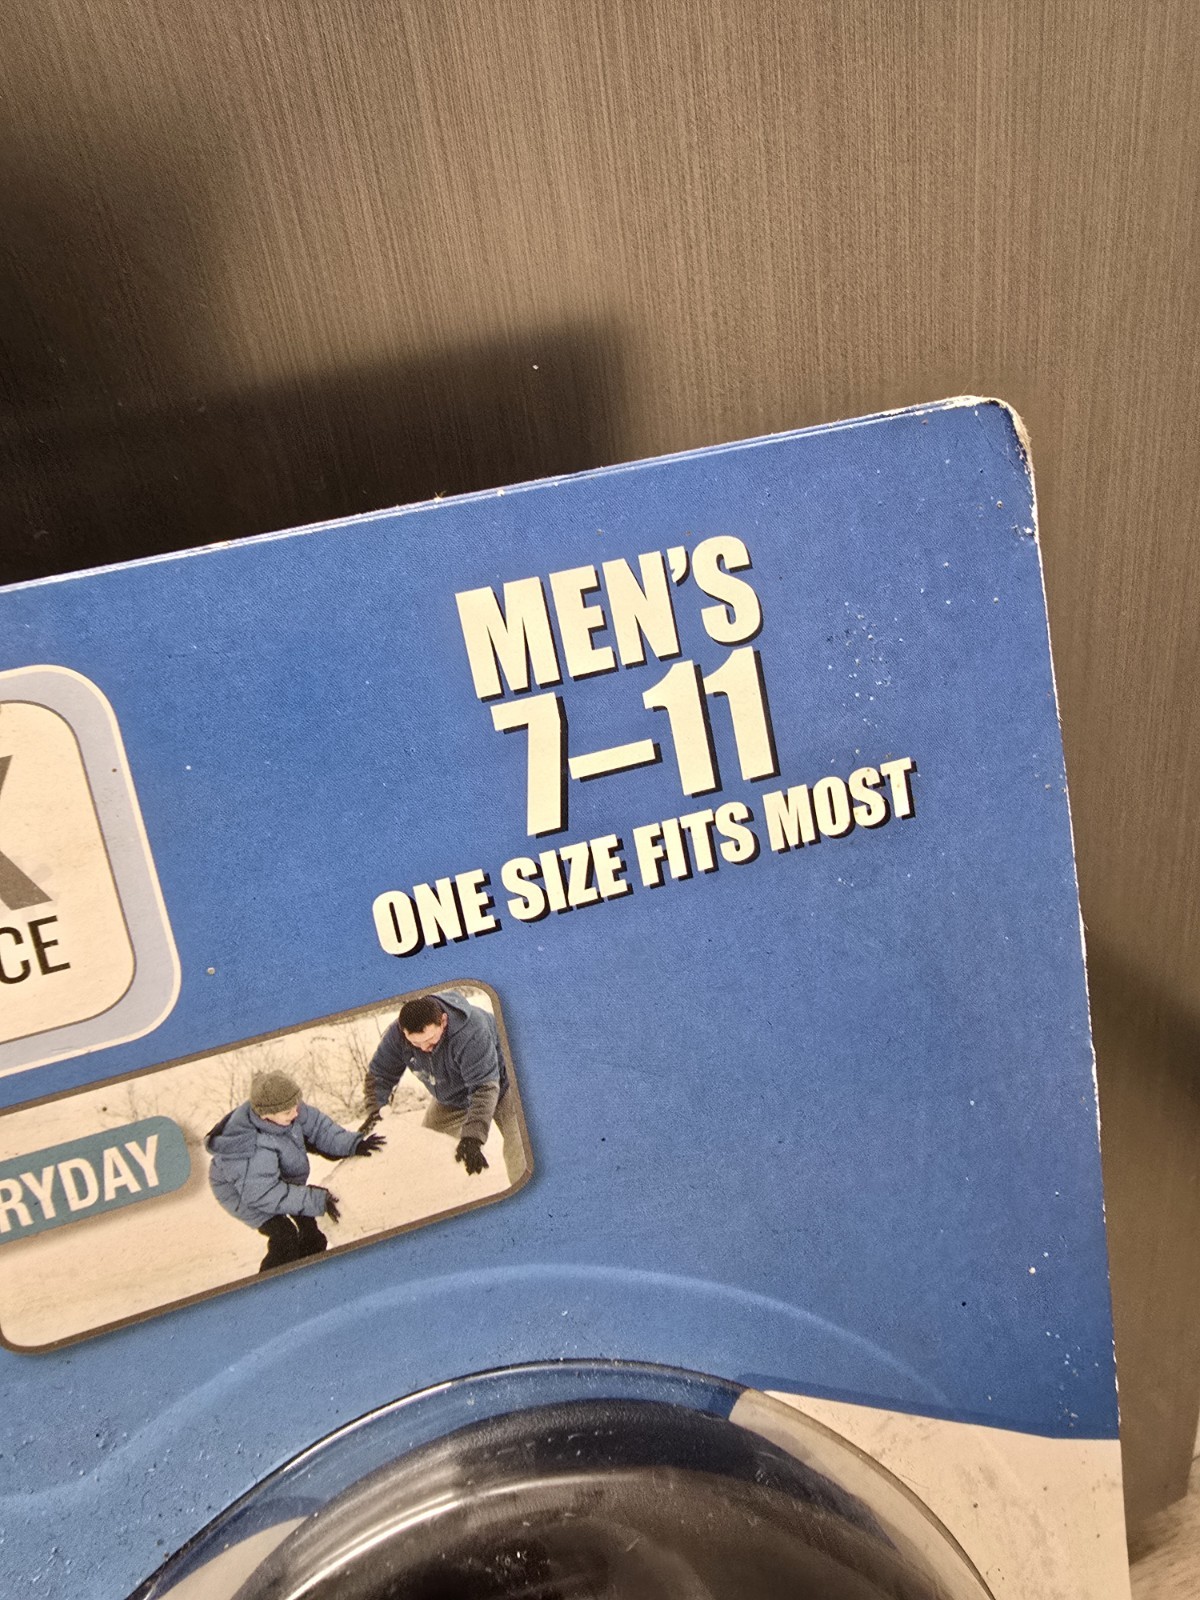 MEN'S
7–11
ONE SIZE FITS MOST
X
CE
RYDAY